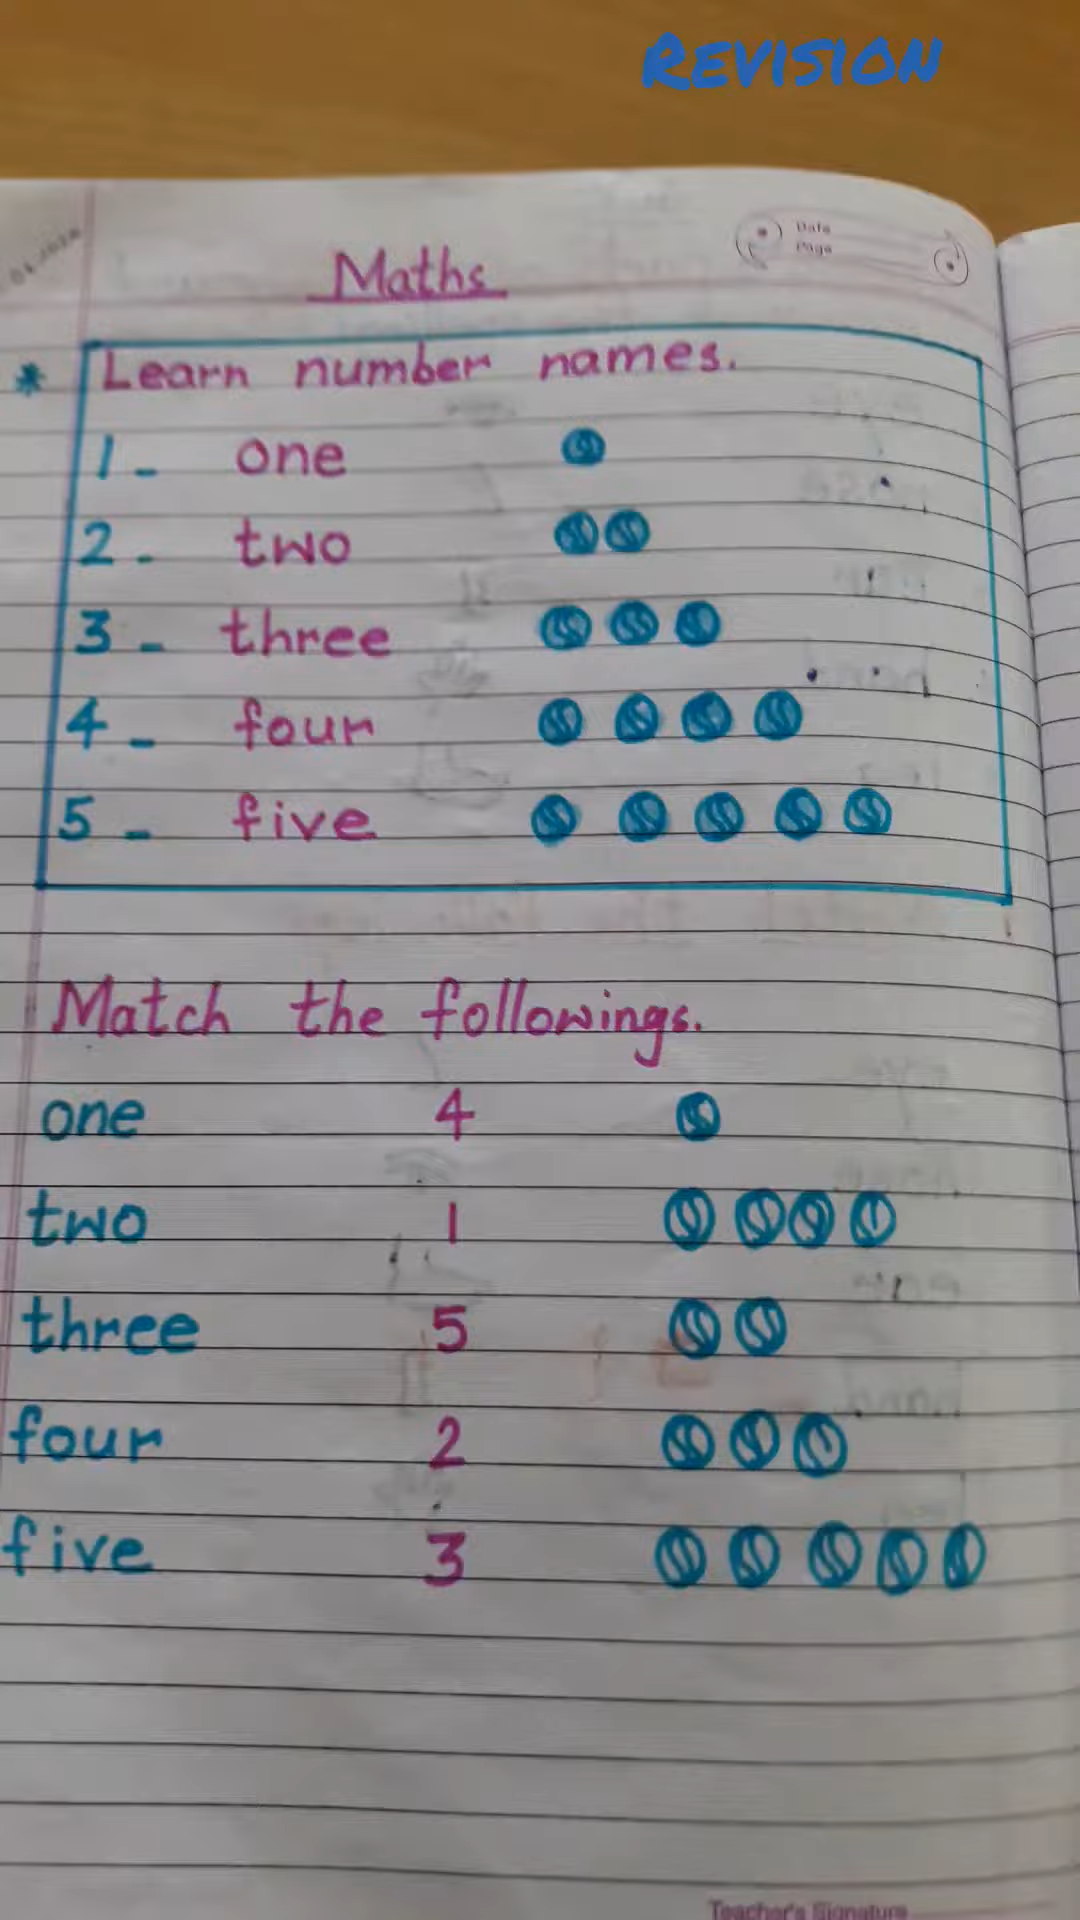 REVISION
Date
Page
Maths
* Learn number names.
1 - one
2 - two
3 - three
4 - four
5 - five
Match the followings.
one 4
two 1
three 5
four 2
five 3
Teacher's Signature